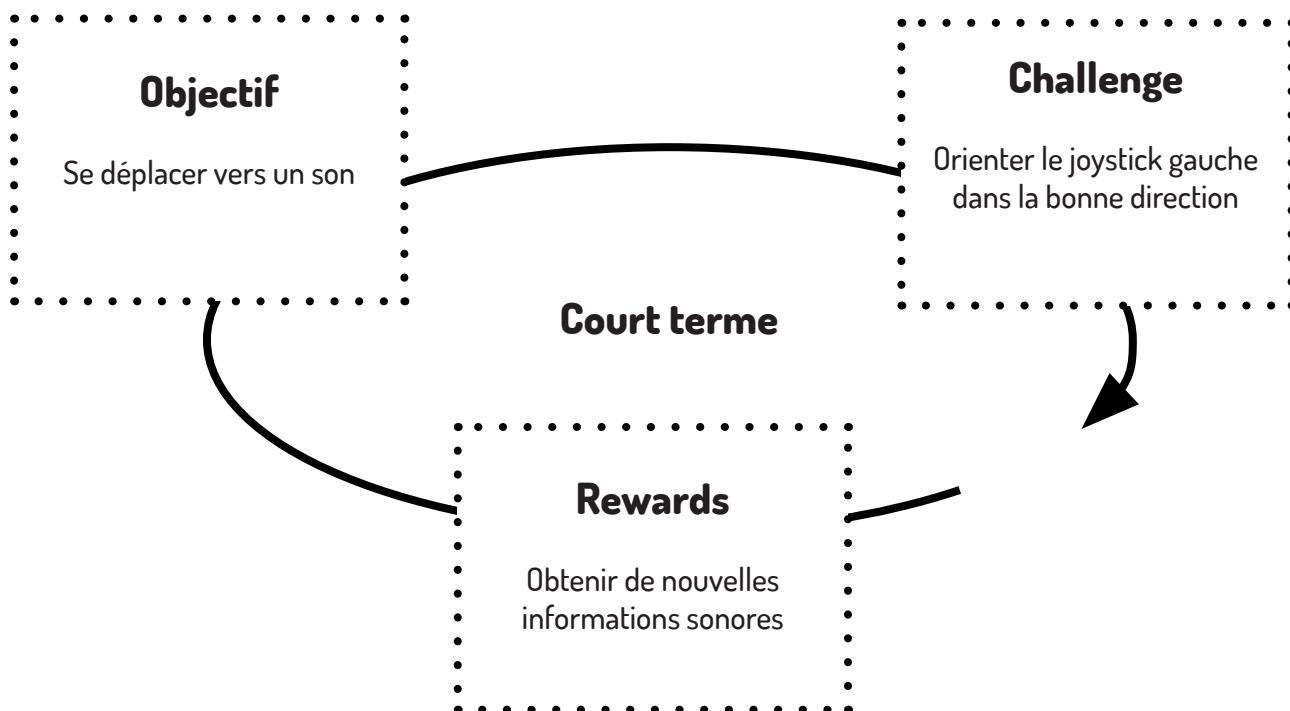 Objectif
Se déplacer vers un son
Challenge
Orienter le joystick gauche
dans la bonne direction
Court terme
Rewards
Obtenir de nouvelles
informations sonores